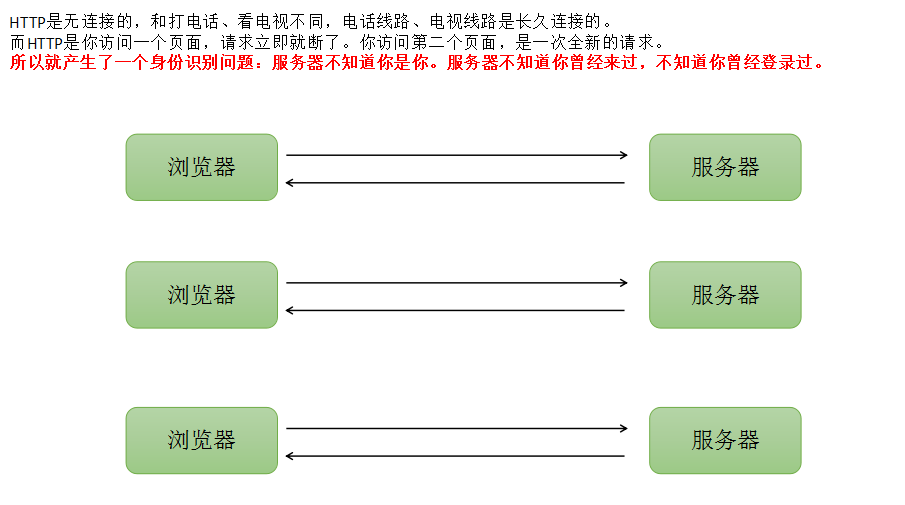 HTTP是无连接的，和打电话、看电视不同，电话线路、电视线路是长久连接的。
而HTTP是你访问一个页面，请求立即就断了。你访问第二个页面，是一次全新的请求。
所以就产生了一个身份识别问题：服务器不知道你是你。服务器不知道你曾经来过，不知道你曾经登录过。
浏览器
服务器
浏览器
服务器
浏览器
服务器